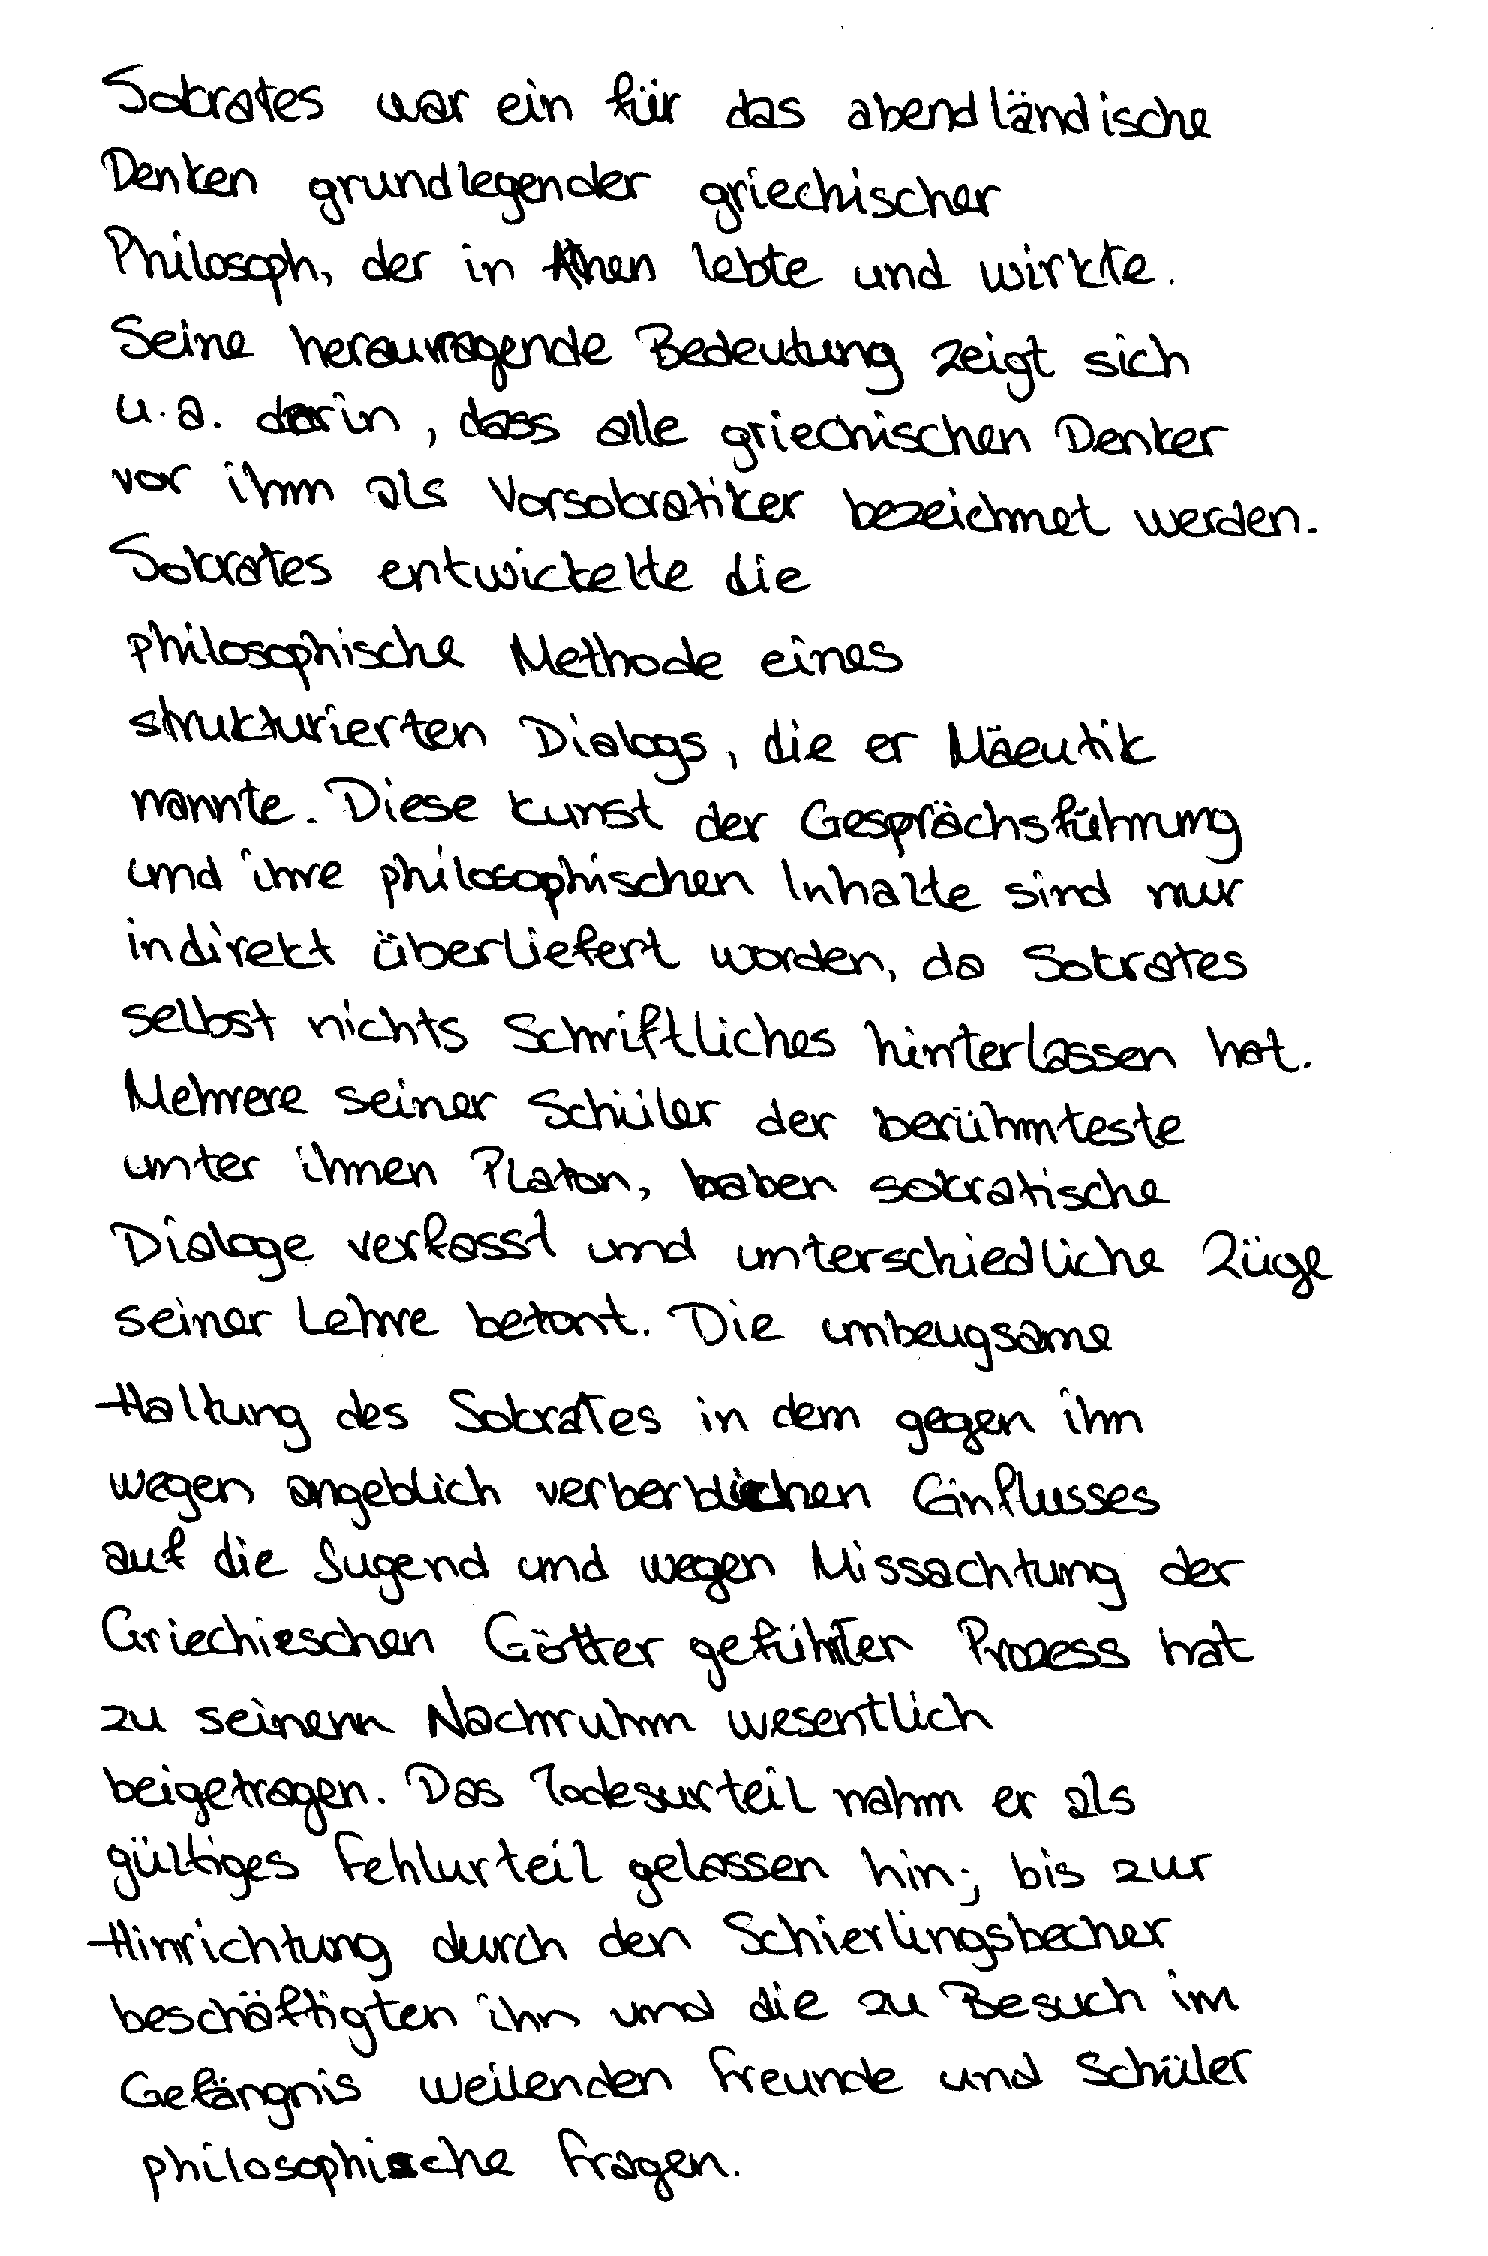 Sokrates war ein für das abendländische
Denken grundlegender griechischer
Philosoph, der in Athen lebte und wirkte.
Seine herausragende Bedeutung zeigt sich
u.a. darin, dass alle griechischen Denker
vor ihm als Vorsokratiker bezeichnet werden.
Sokrates entwickelte die
philosophische Methode eines
strukturierten Dialogs, die er Mäeutik
nannte. Diese Kunst der Gesprächsführung
und ihre philosophischen Inhalte sind nur
indirekt überliefert worden, da Sokrates
selbst nichts Schriftliches hinterlassen hat.
Mehrere seiner Schüler der berühmteste
unter ihnen Platon, haben sokratische
Dialoge verfasst und unterschiedliche Züge
seiner Lehre betont. Die umbeugsame
Haltung des Sokrates in dem gegen ihn
wegen angeblich verberblichen Einflusses
auf die Jugend und wegen Missachtung der
Griechieschen Götter geführter Prozess hat
zu seinem Nachruhm wesentlich
beigetragen. Das Todesurteil nahm er als
gültiges Fehlurteil gelassen hin; bis zur
Hinrichtung durch den Schierlingsbecher
beschäftigten ihn und die zu Besuch im
Gefängnis weilenden Freunde und Schüler
philosophische Fragen.